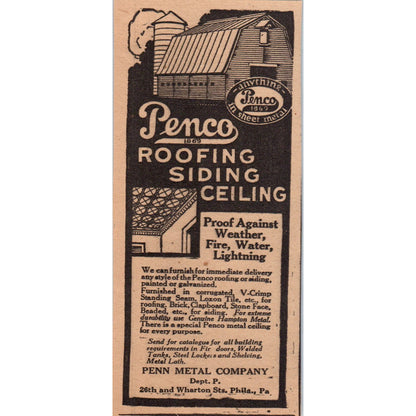 anything
Penco
1869
in sheet metal
Penco
1869
ROOFING
SIDING
CEILING
Proof Against
Weather,
Fire, Water,
Lightning
We can furnish for immediate delivery
any style of the Penco roofing or siding,
painted or galvanized.
Furnished in corrugated, V-Crimp
Standing Seam, Loxon Tile, etc., for
roofing, Brick, Clapboard, Stone Face,
Beaded, etc., for siding. For extreme
durability use Genuine Hampton Metal.
There is a special Penco metal ceiling
for every purpose.
Send for catalogue for all building
requirements in Fire doors, Welded
Tanks, Steel Lockers and Shelving,
Metal Lath.
PENN METAL COMPANY
Dept. P.
26th and Wharton Sts. Phila., Pa